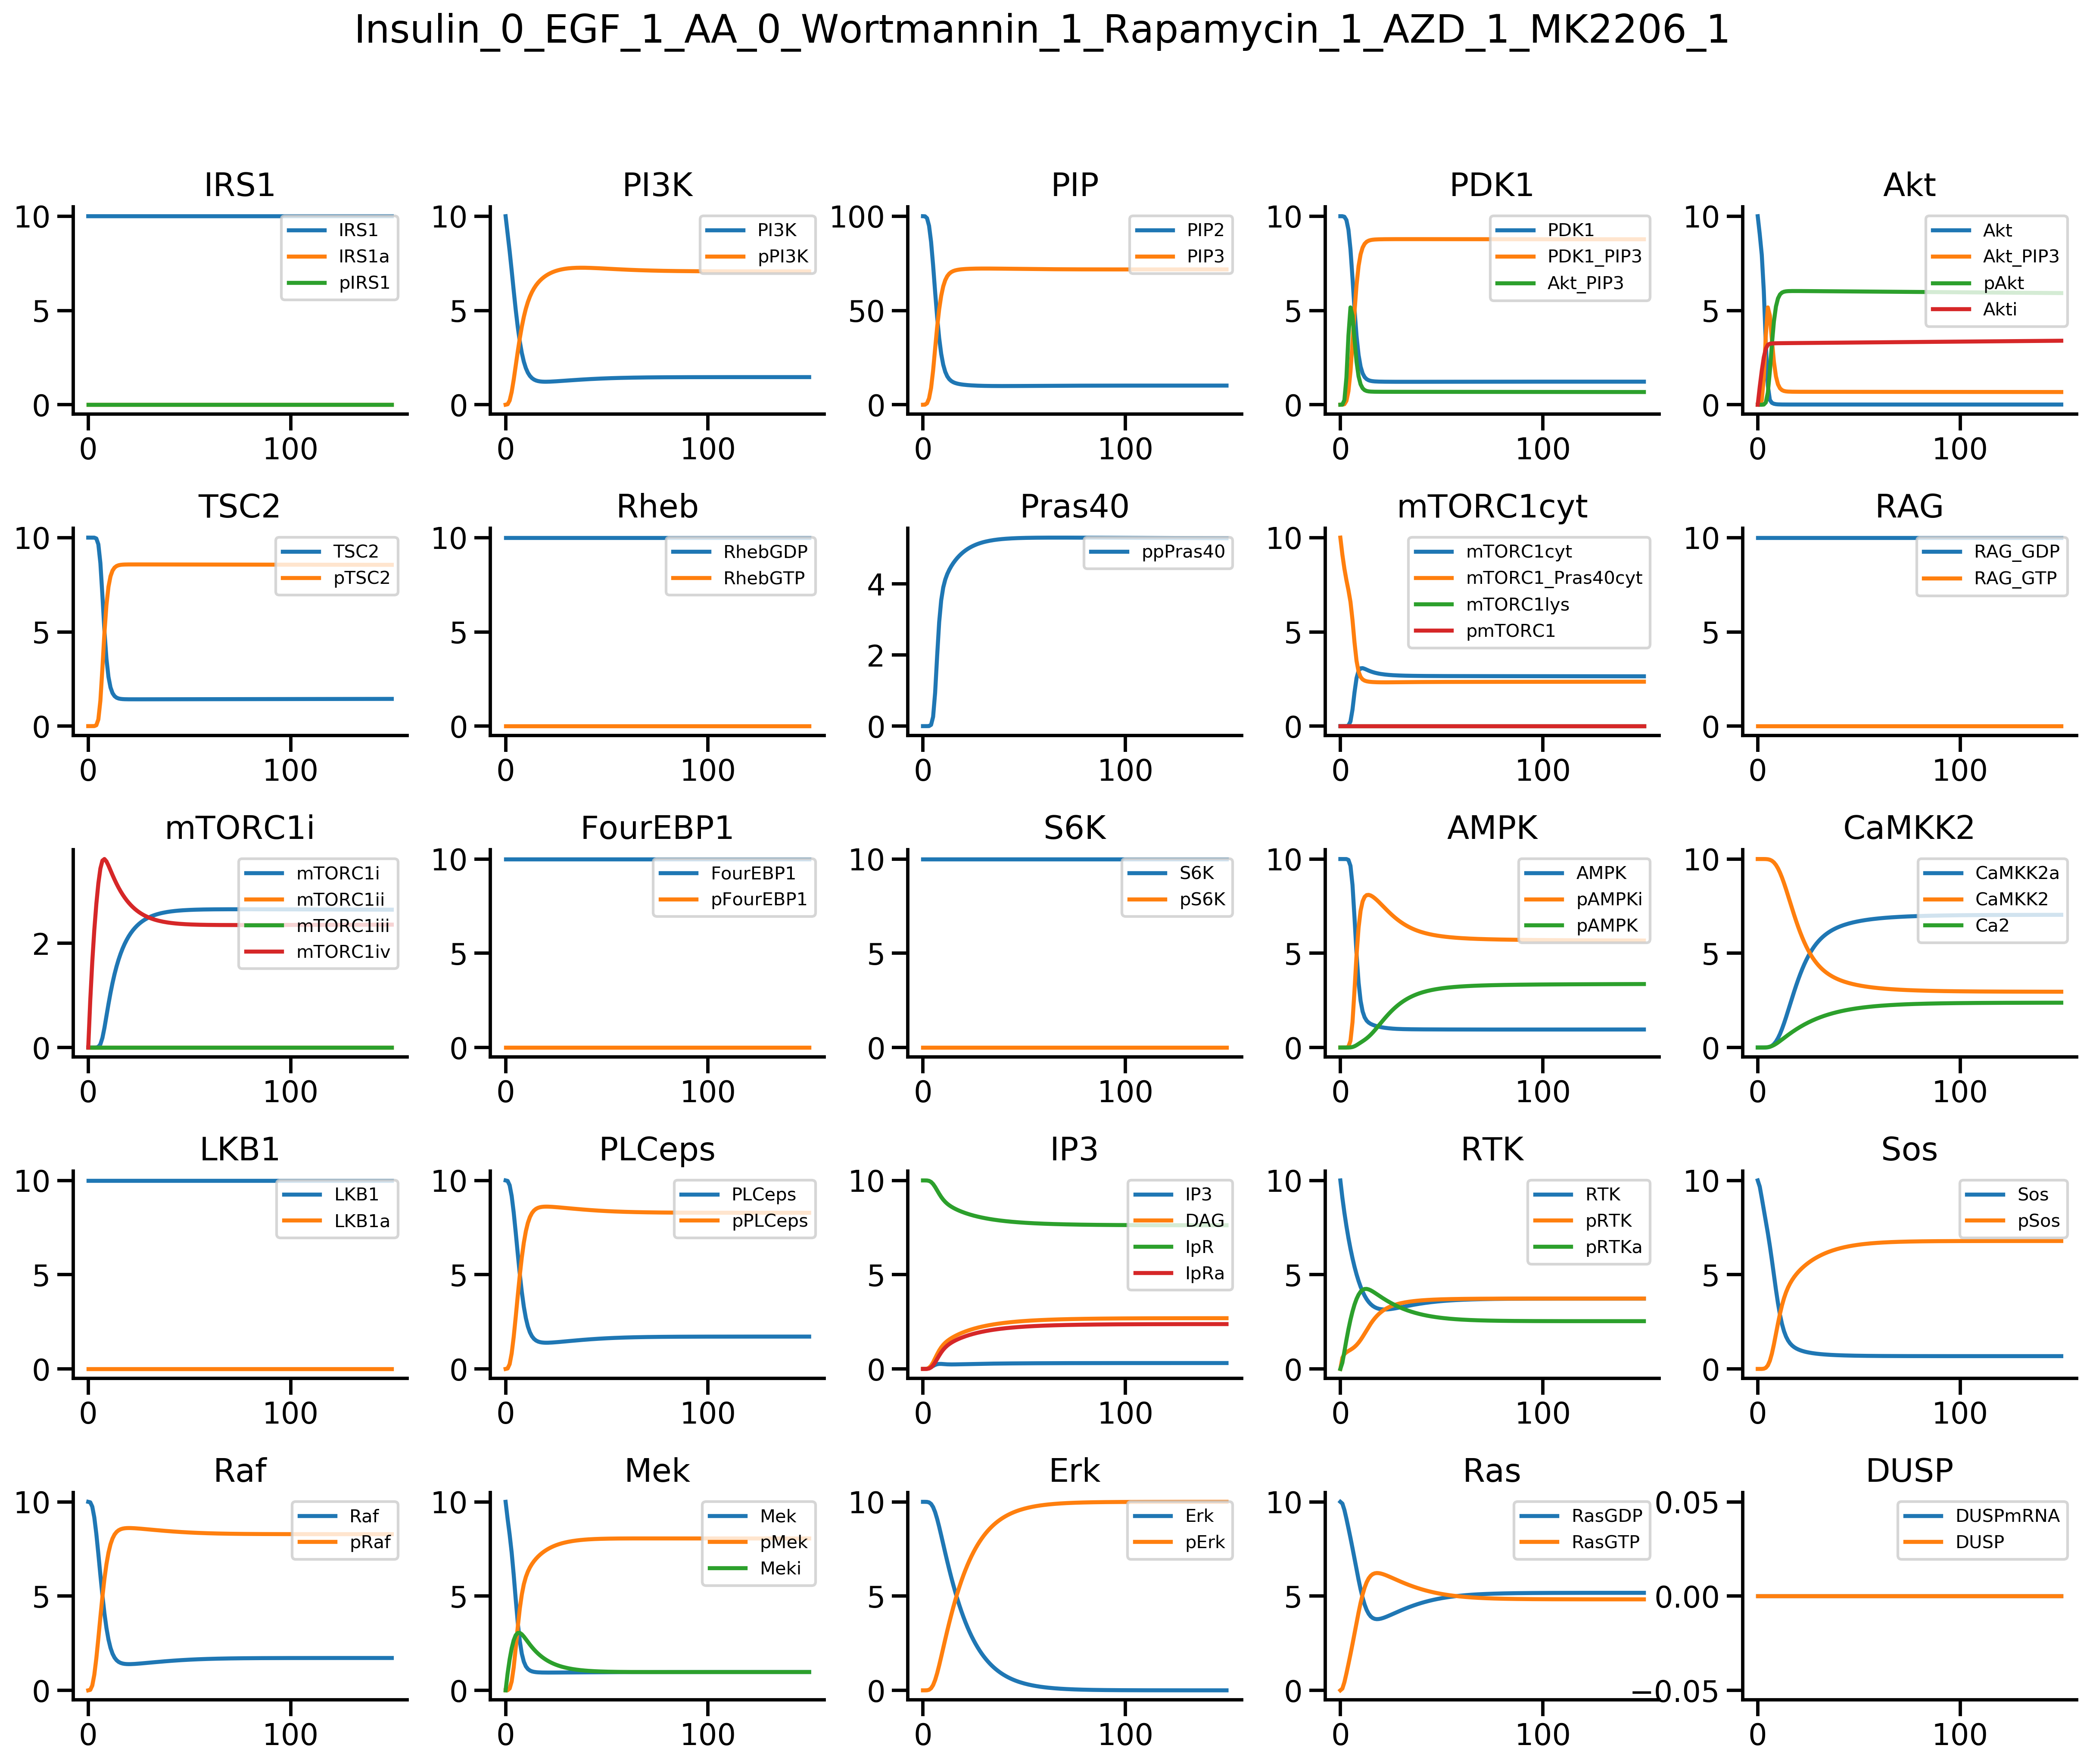 Insulin_0_EGF_1_AA_0_Wortmannin_1_Rapamycin_1_AZD_1_MK2206_1
IRS1
10
5
0
0
100
IRS1
IRS1a
pIRS1
PI3K
10
5
0
0
100
PI3K
pPI3K
PIP
100
50
0
0
100
PIP2
PIP3
PDK1
10
5
0
0
100
PDK1
PDK1_PIP3
Akt_PIP3
Akt
10
5
0
0
100
Akt
Akt_PIP3
pAkt
Akti
TSC2
10
5
0
0
100
TSC2
pTSC2
Rheb
10
5
0
0
100
RhebGDP
RhebGTP
Pras40
4
2
0
0
100
ppPras40
mTORC1cyt
10
5
0
0
100
mTORC1cyt
mTORC1_Pras40cyt
mTORC1lys
pmTORC1
RAG
10
5
0
0
100
RAG_GDP
RAG_GTP
mTORC1i
2
0
0
100
mTORC1i
mTORC1ii
mTORC1iii
mTORC1iv
FourEBP1
10
5
0
0
100
FourEBP1
pFourEBP1
S6K
10
5
0
0
100
S6K
pS6K
AMPK
10
5
0
0
100
AMPK
pAMPKi
pAMPK
CaMKK2
10
5
0
0
100
CaMKK2a
CaMKK2
Ca2
LKB1
10
5
0
0
100
LKB1
LKB1a
PLCeps
10
5
0
0
100
PLCeps
pPLCeps
IP3
10
5
0
0
100
IP3
DAG
IpR
IpRa
RTK
10
5
0
0
100
RTK
pRTK
pRTKa
Sos
10
5
0
0
100
Sos
pSos
Raf
10
5
0
0
100
Raf
pRaf
Mek
10
5
0
0
100
Mek
pMek
Meki
Erk
10
5
0
0
100
Erk
pErk
Ras
10
5
0
0
100
RasGDP
RasGTP
DUSP
0.05
0.00
−0.05
0
100
DUSPmRNA
DUSP